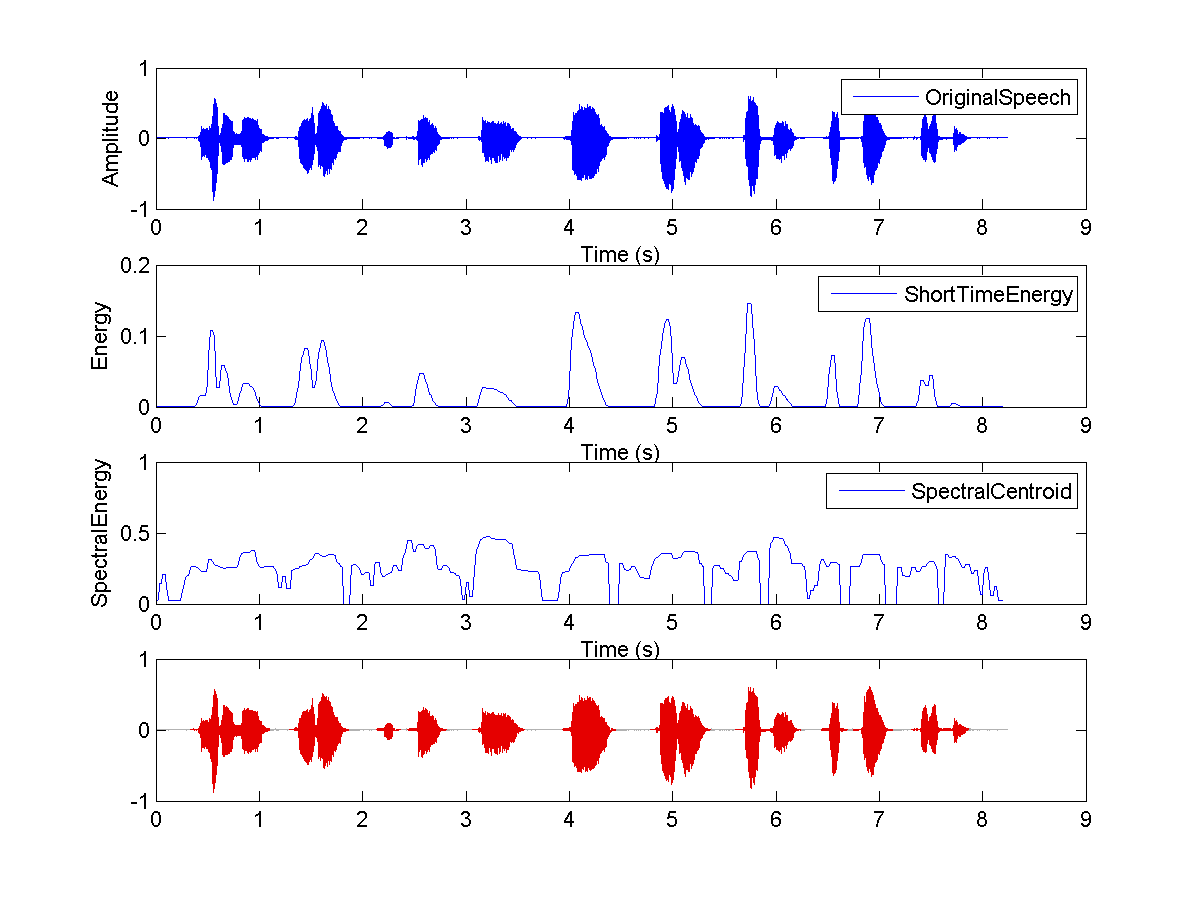 1
OriginalSpeech
Amplitude
0
-1
0 1 2 3 4 5 6 7 8 9
Time (s)
0.2
ShortTimeEnergy
Energy
0.1
0
0 1 2 3 4 5 6 7 8 9
Time (s)
1
SpectralCentroid
SpectralEnergy
0.5
0
0 1 2 3 4 5 6 7 8 9
Time (s)
1
0
-1
0 1 2 3 4 5 6 7 8 9